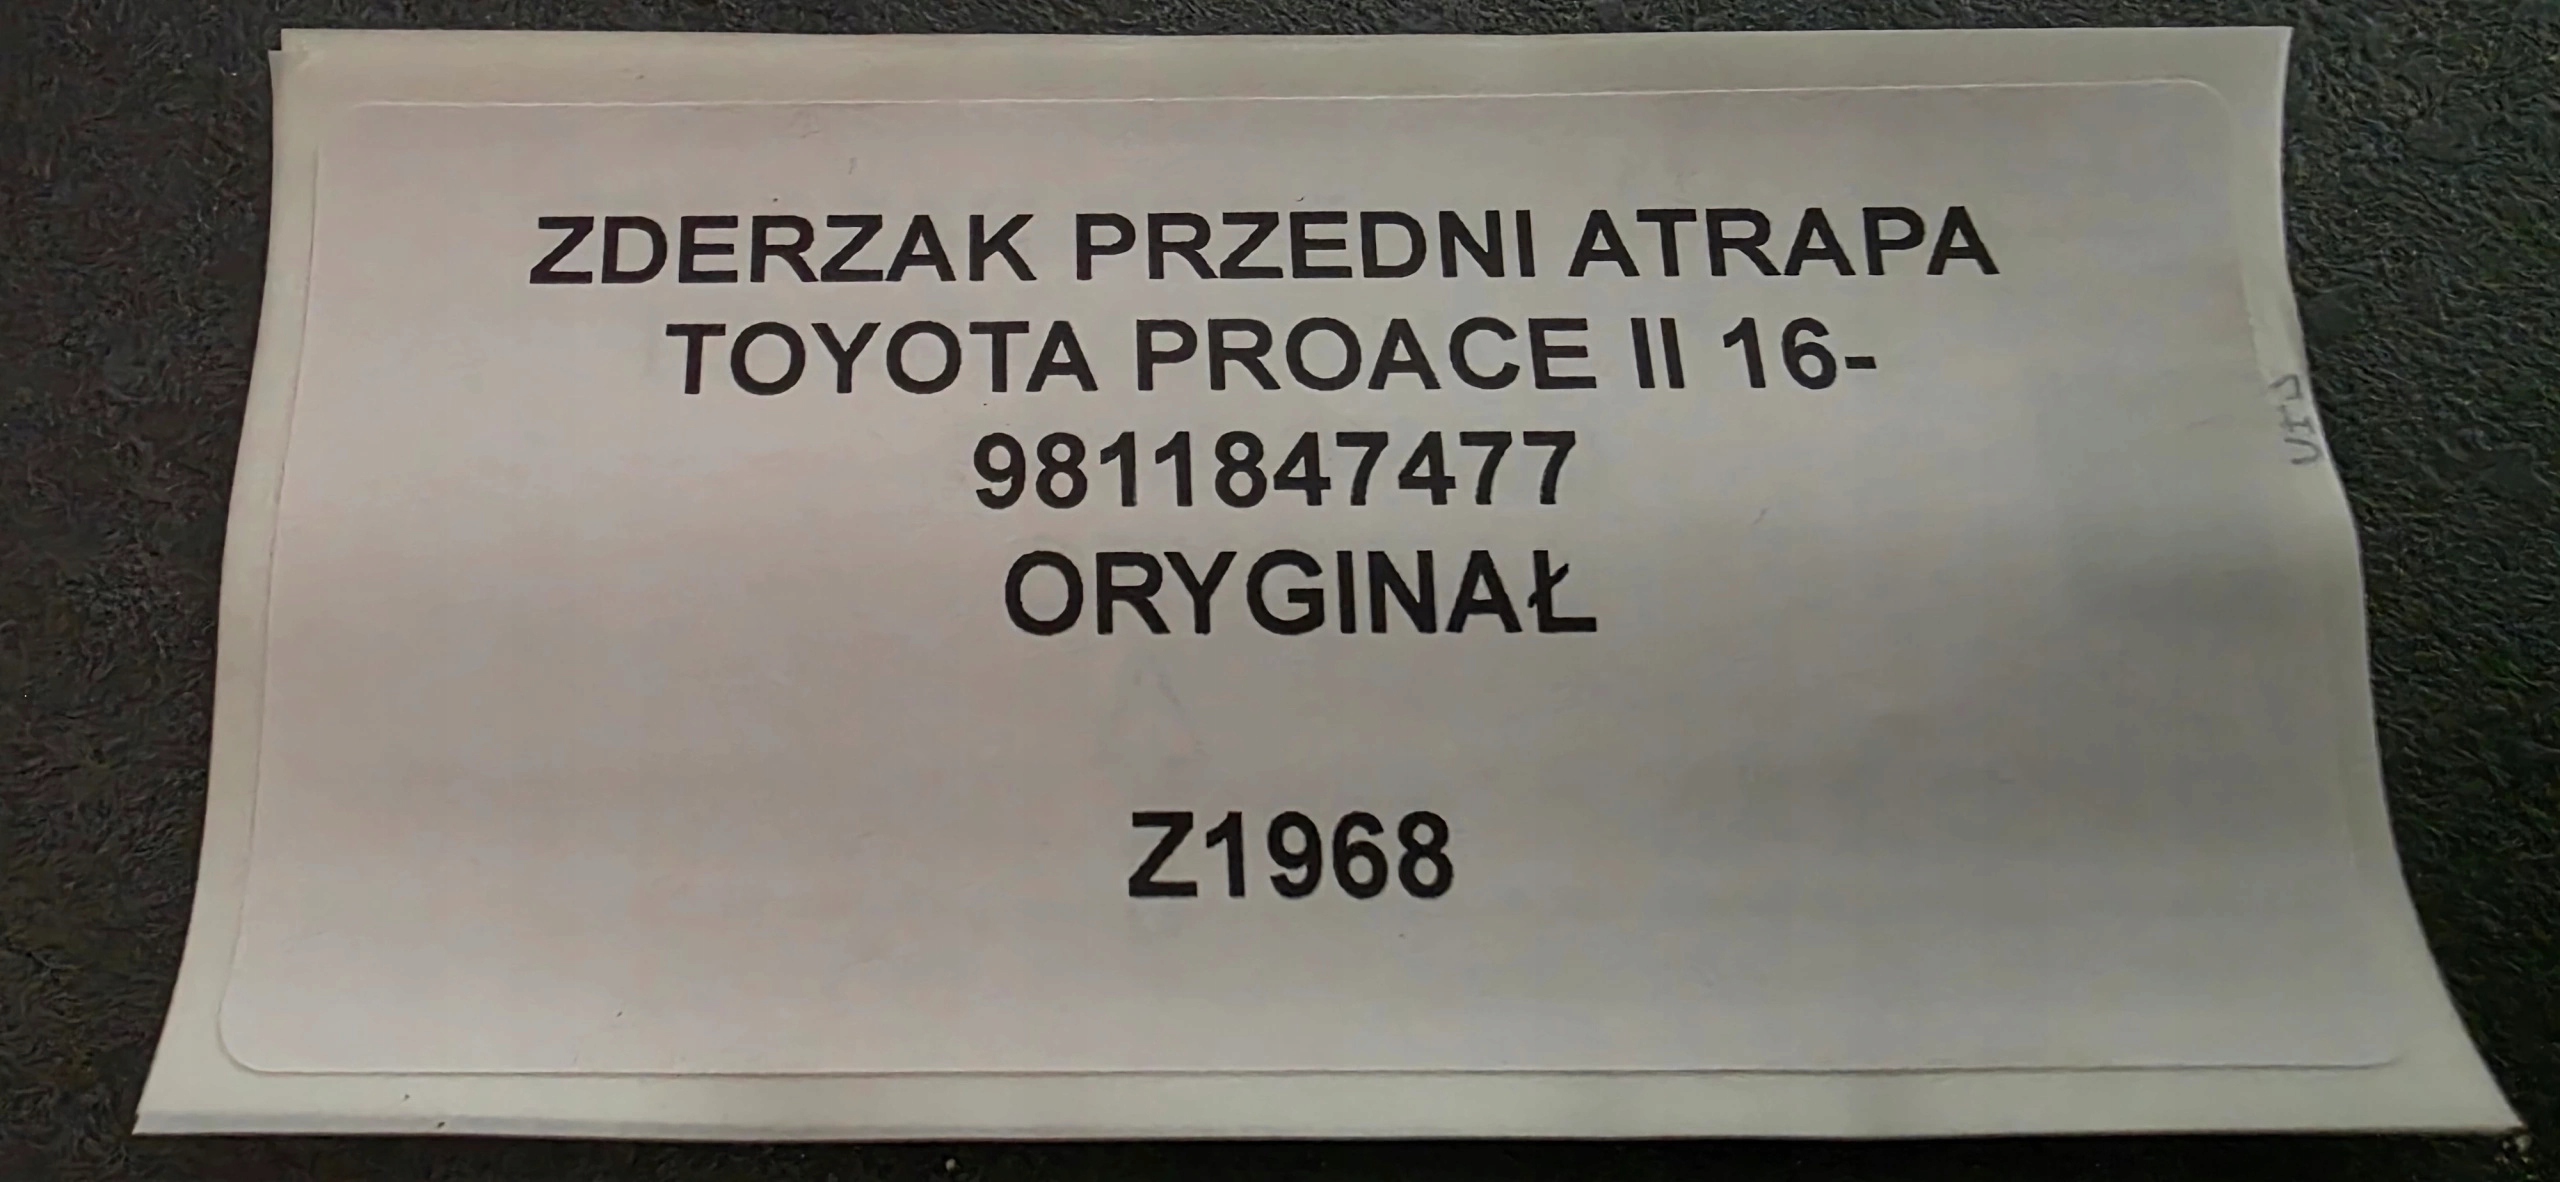 ZDERZAK PRZEDNI ATRAPA
TOYOTA PROACE II 16-
9811847477
ORYGINAŁ
Z1968